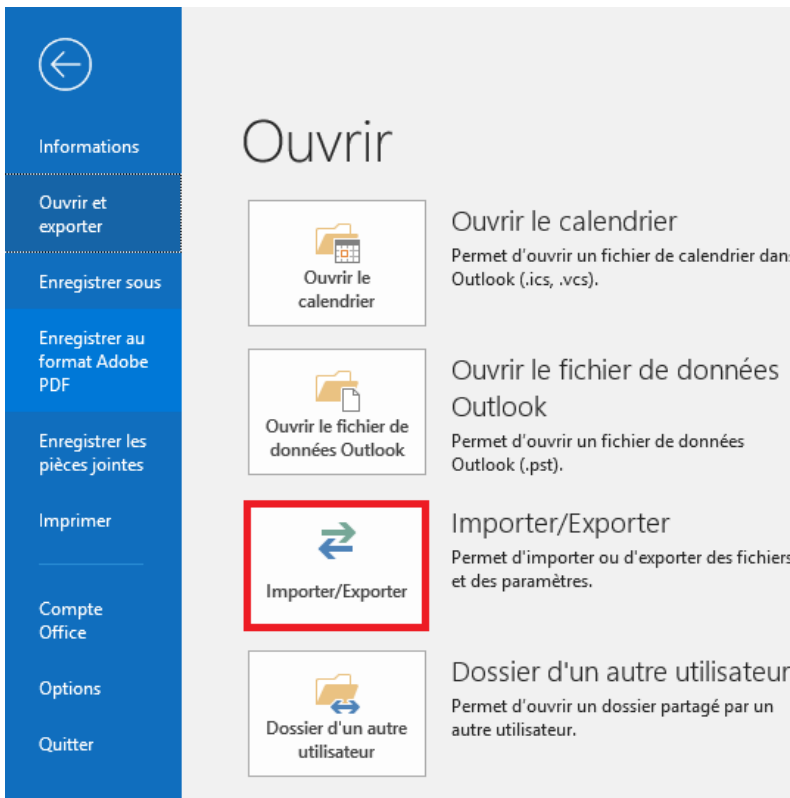 Informations
Ouvrir et
exporter
Enregistrer sous
Enregistrer au
format Adobe
PDF
Enregistrer les
pièces jointes
Imprimer
Compte
Office
Options
Quitter
Ouvrir
Ouvrir le
calendrier
Ouvrir le calendrier
Permet d'ouvrir un fichier de calendrier dans
Outlook (.ics, .vcs).
Ouvrir le fichier de
données Outlook
Ouvrir le fichier de données
Outlook
Permet d'ouvrir un fichier de données
Outlook (.pst).
Importer/Exporter
Importer/Exporter
Permet d'importer ou d'exporter des fichiers
et des paramètres.
Dossier d'un autre
utilisateur
Dossier d'un autre utilisateur
Permet d'ouvrir un dossier partagé par un
autre utilisateur.